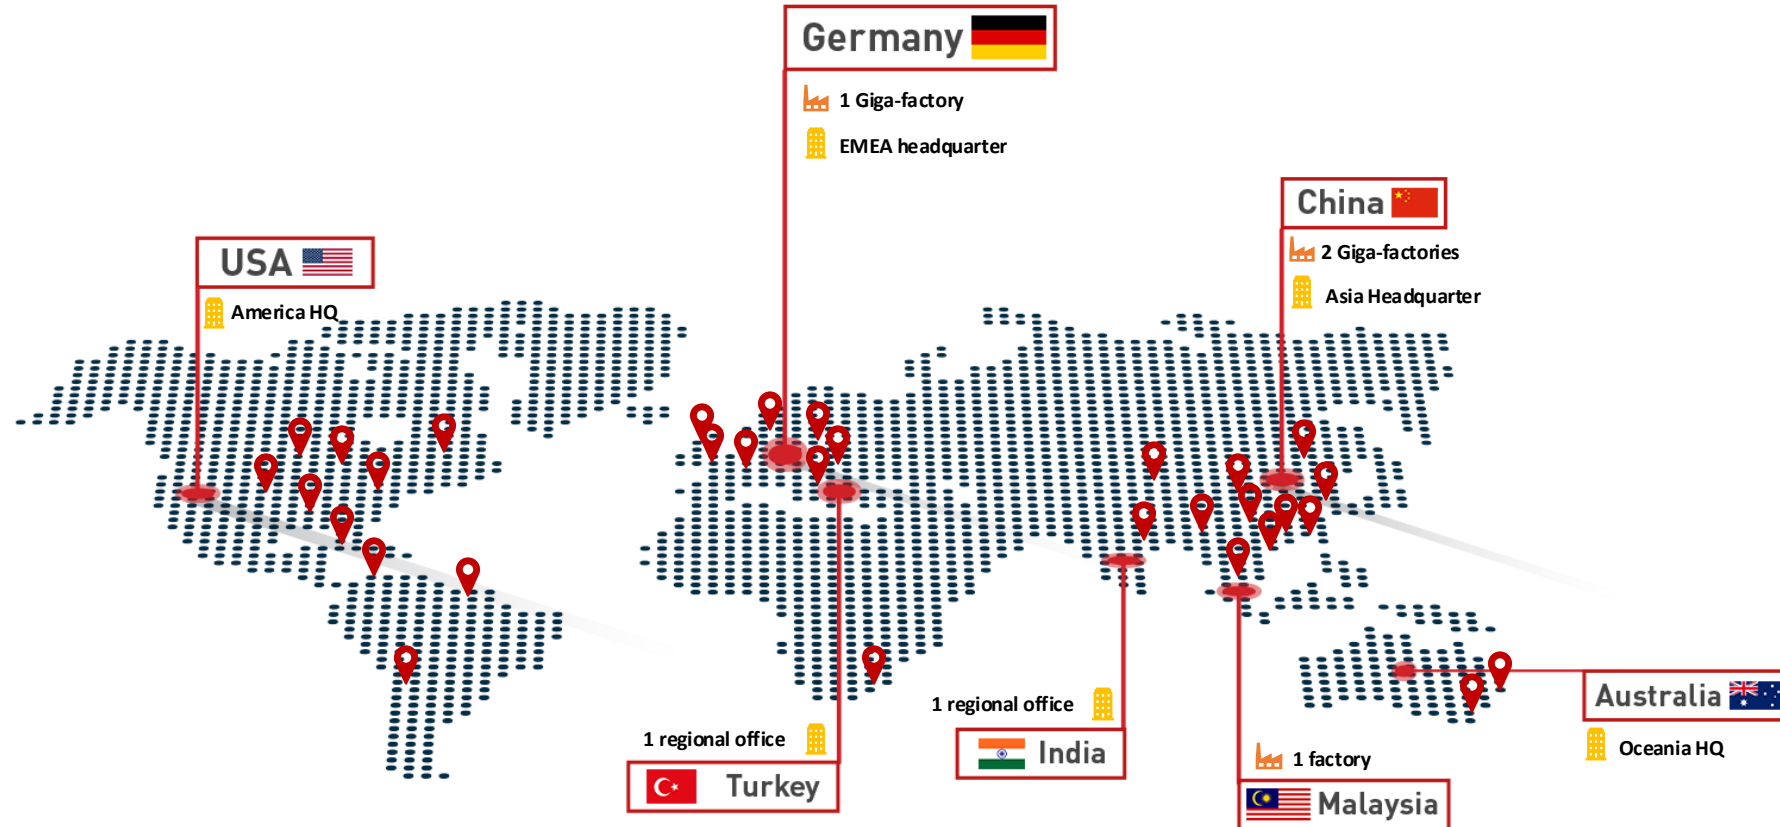 Germany
1 Giga-factory
EMEA headquarter
China
2 Giga-factories
Asia Headquarter
USA
America HQ
Australia
Oceania HQ
1 regional office
India
1 regional office
Turkey
1 factory
Malaysia